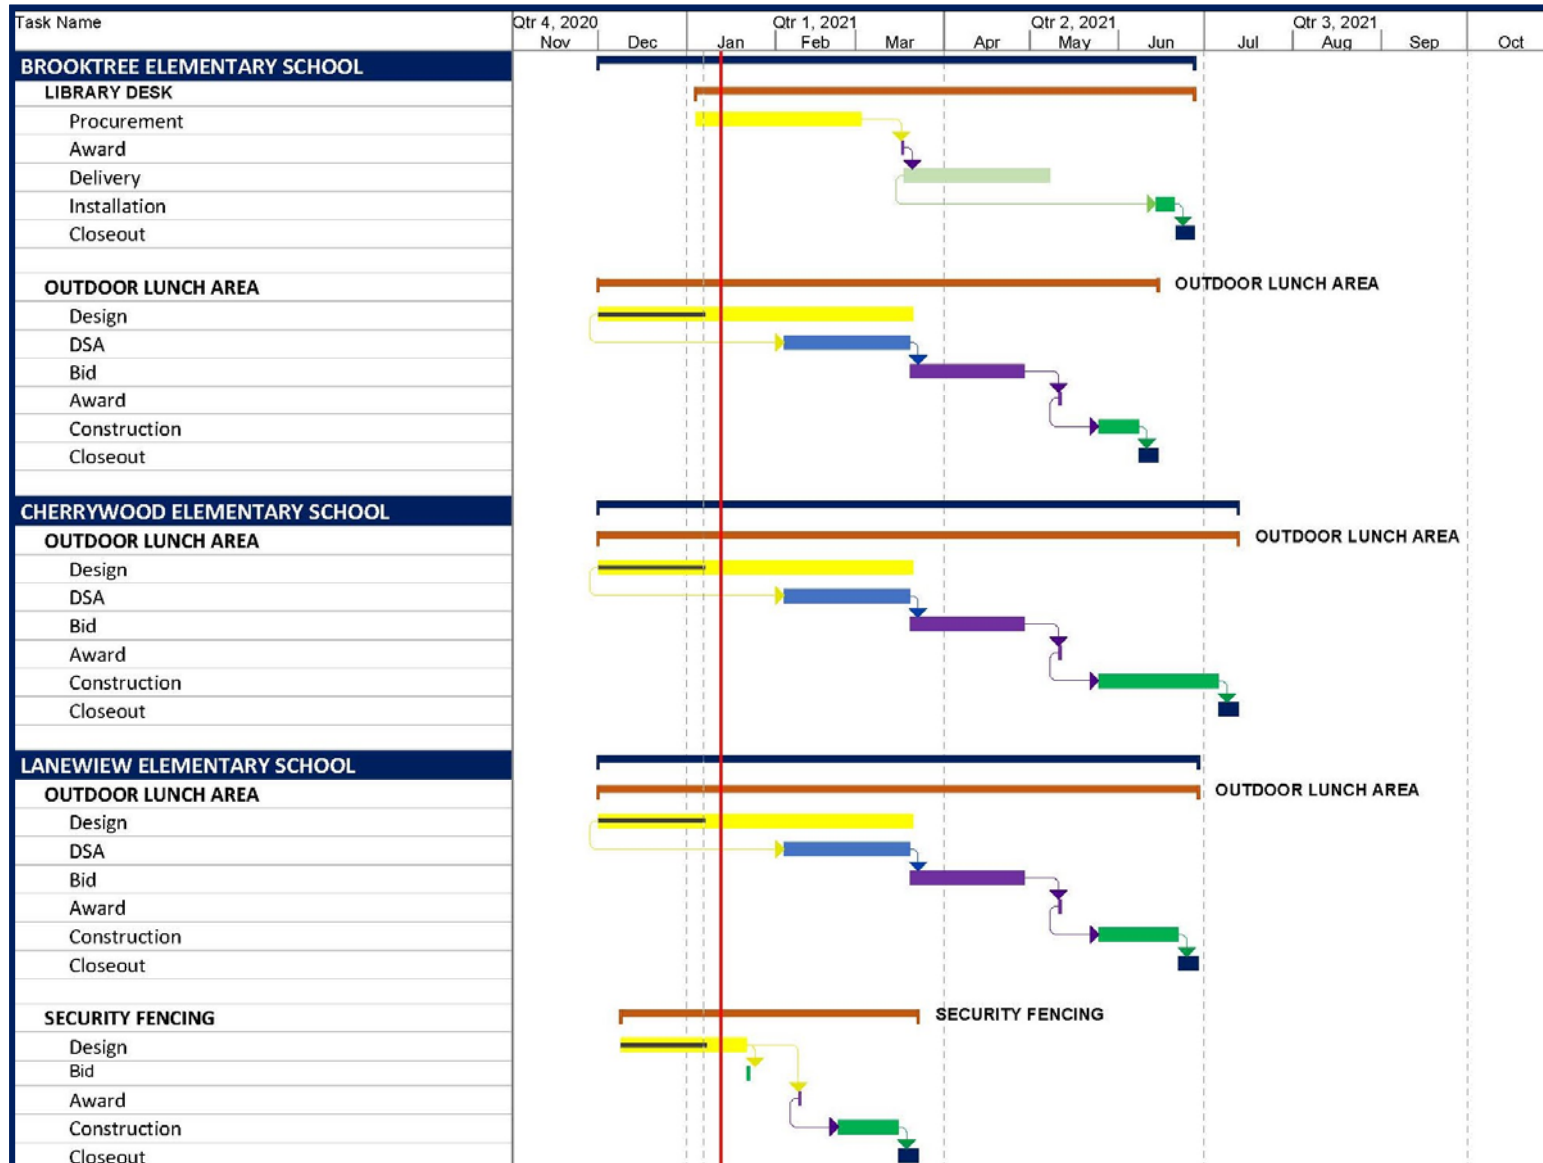 Task Name Qtr 4, 2020 Qtr 1, 2021 Qtr 2, 2021 Qtr 3, 2021
Nov Dec Jan Feb Mar Apr May Jun Jul Aug Sep Oct
BROOKTREE ELEMENTARY SCHOOL
LIBRARY DESK
Procurement
Award
Delivery
Installation
Closeout
OUTDOOR LUNCH AREA OUTDOOR LUNCH AREA
Design
DSA
Bid
Award
Construction
Closeout
CHERRYWOOD ELEMENTARY SCHOOL
OUTDOOR LUNCH AREA OUTDOOR LUNCH AREA
Design
DSA
Bid
Award
Construction
Closeout
LANEWIEW ELEMENTARY SCHOOL
OUTDOOR LUNCH AREA OUTDOOR LUNCH AREA
Design
DSA
Bid
Award
Construction
Closeout
SECURITY FENCING SECURITY FENCING
Design
Bid
Award
Construction
Closeout